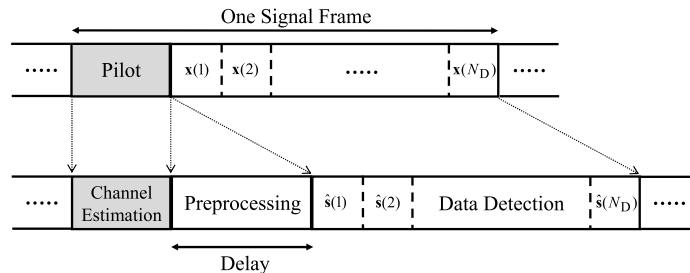 One Signal Frame
..... Pilot x(1) x(2) ..... x(N_D) .....
..... Channel Estimation Preprocessing ŝ(1) ŝ(2) Data Detection ŝ(N_D) .....
Delay